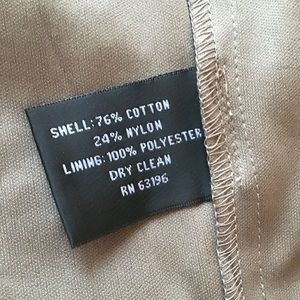 SHELL: 76% COTTON
24% NYLON
LINING: 100% POLYESTER
DRY CLEAN
RN 63196